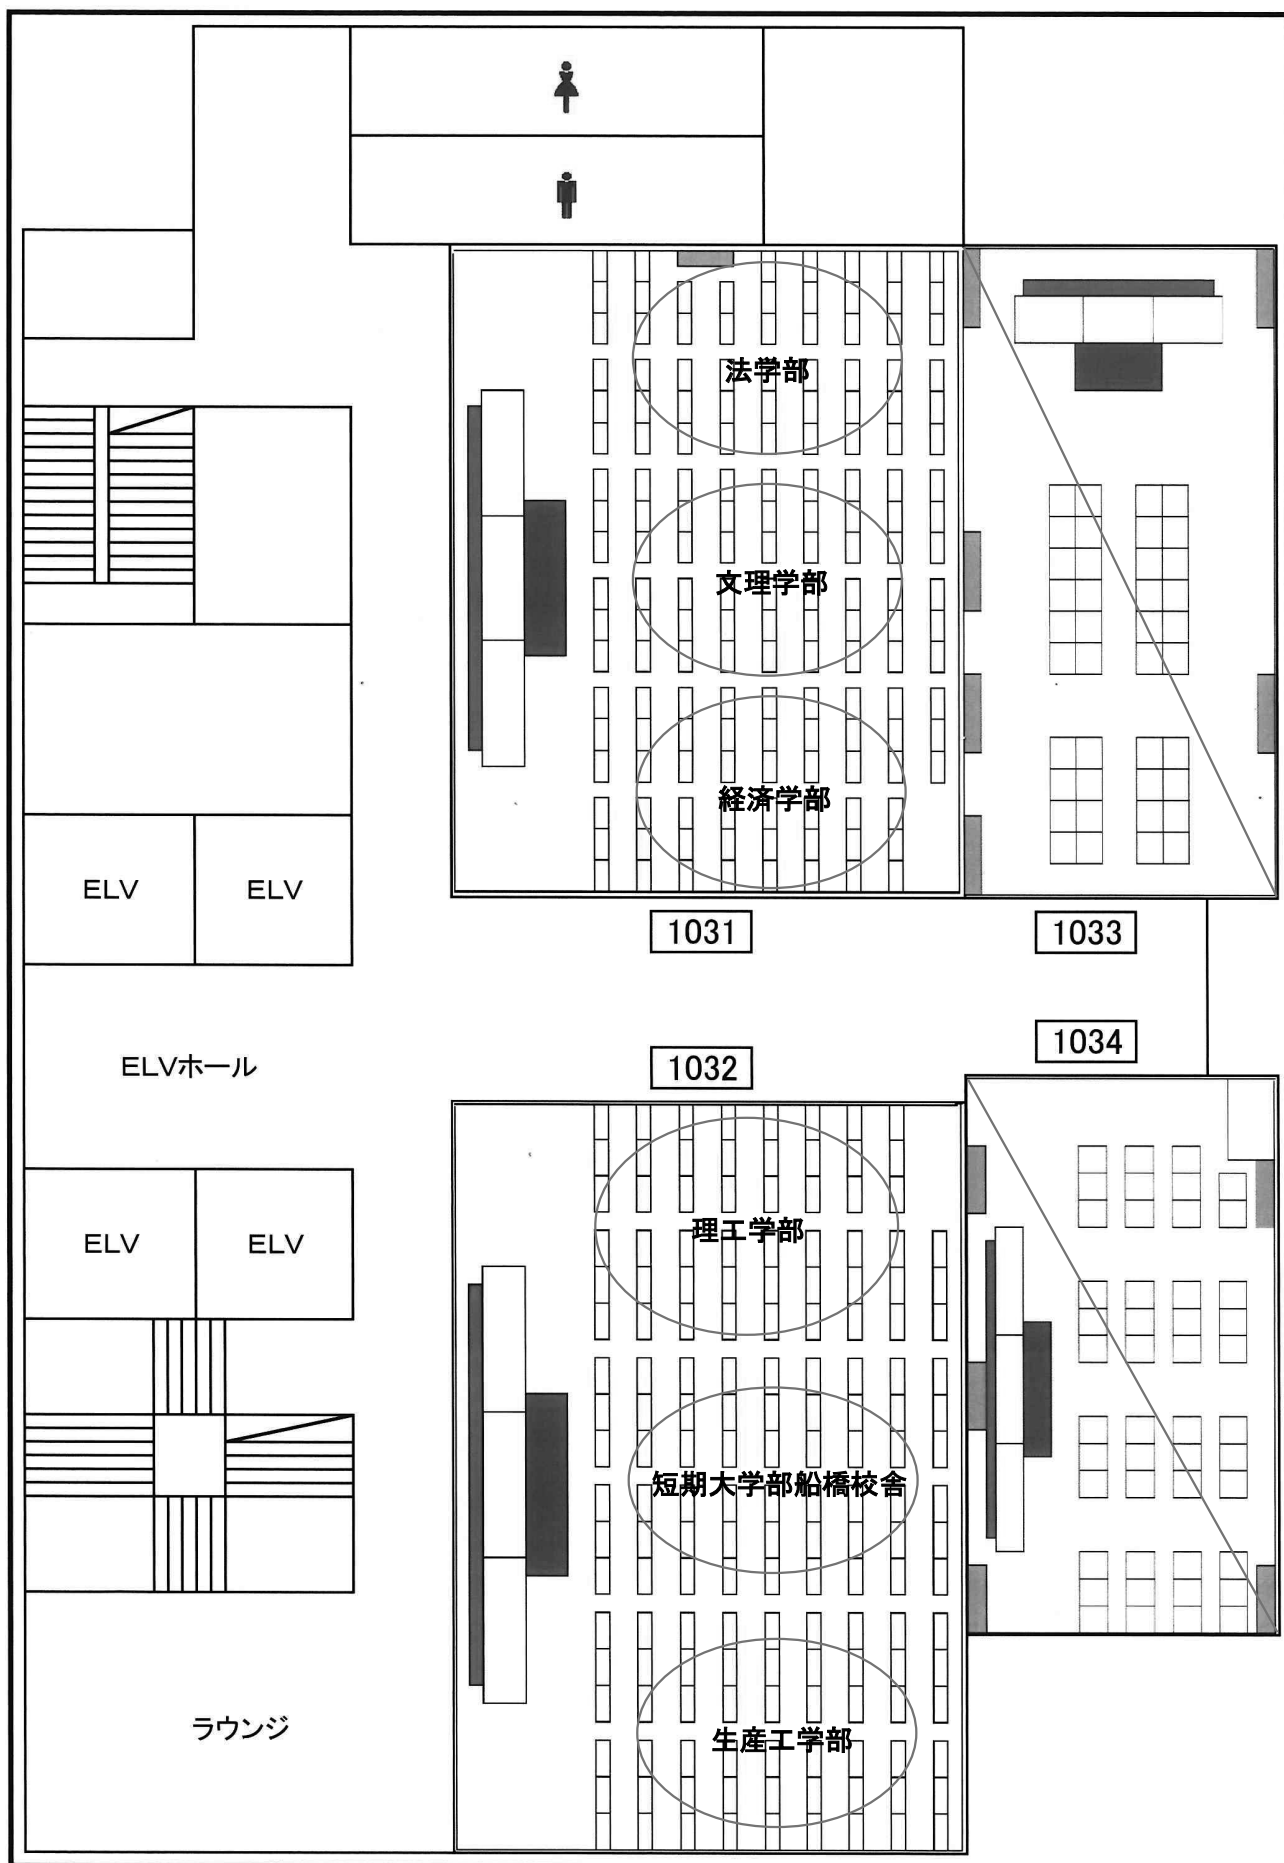 法学部
文理学部
経済学部
ELV
ELV
1031
1033
ELVホール
1032
1034
理工学部
ELV
ELV
短期大学部船橋校舎
生産工学部
ラウンジ